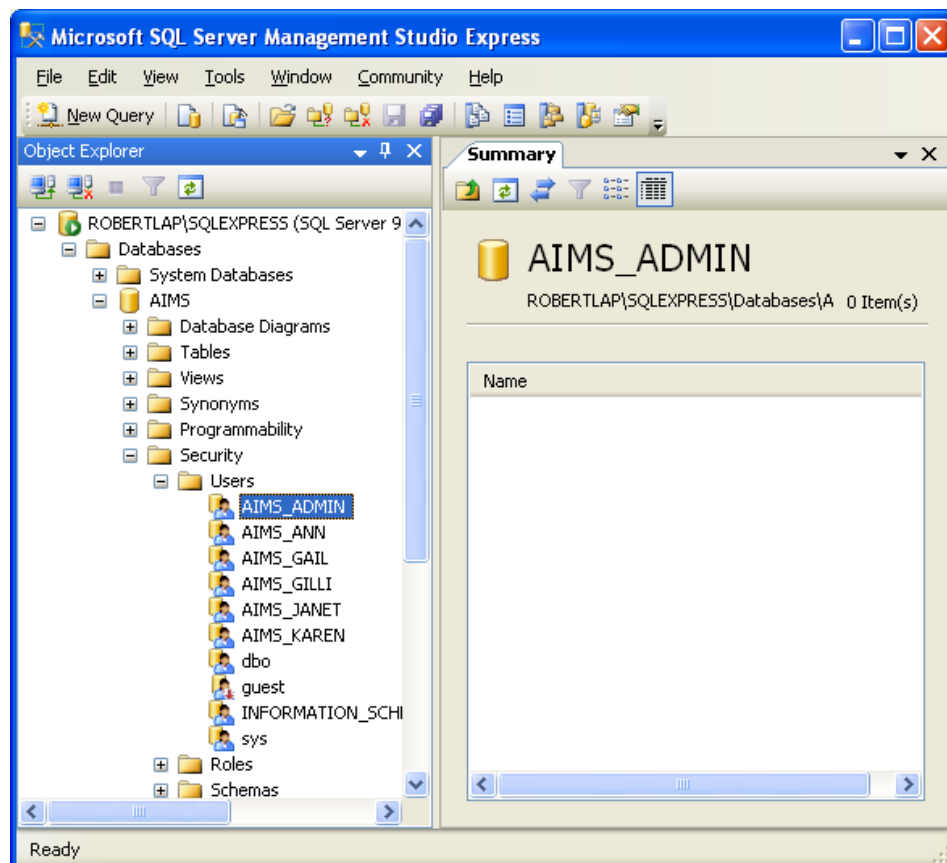 Microsoft SQL Server Management Studio Express
File Edit View Tools Window Community Help
New Query
Object Explorer
Summary
ROBERTLAP\SQLEXPRESS (SQL Server 9
Databases
System Databases
AIMS
Database Diagrams
Tables
Views
Synonyms
Programmability
Security
Users
AIMS_ADMIN
AIMS_ANN
AIMS_GAIL
AIMS_GILLI
AIMS_JANET
AIMS_KAREN
dbo
guest
INFORMATION_SCHI
sys
Roles
Schemas
AIMS_ADMIN
ROBERTLAP\SQLEXPRESS\Databases\A 0 Item(s)
Name
Ready